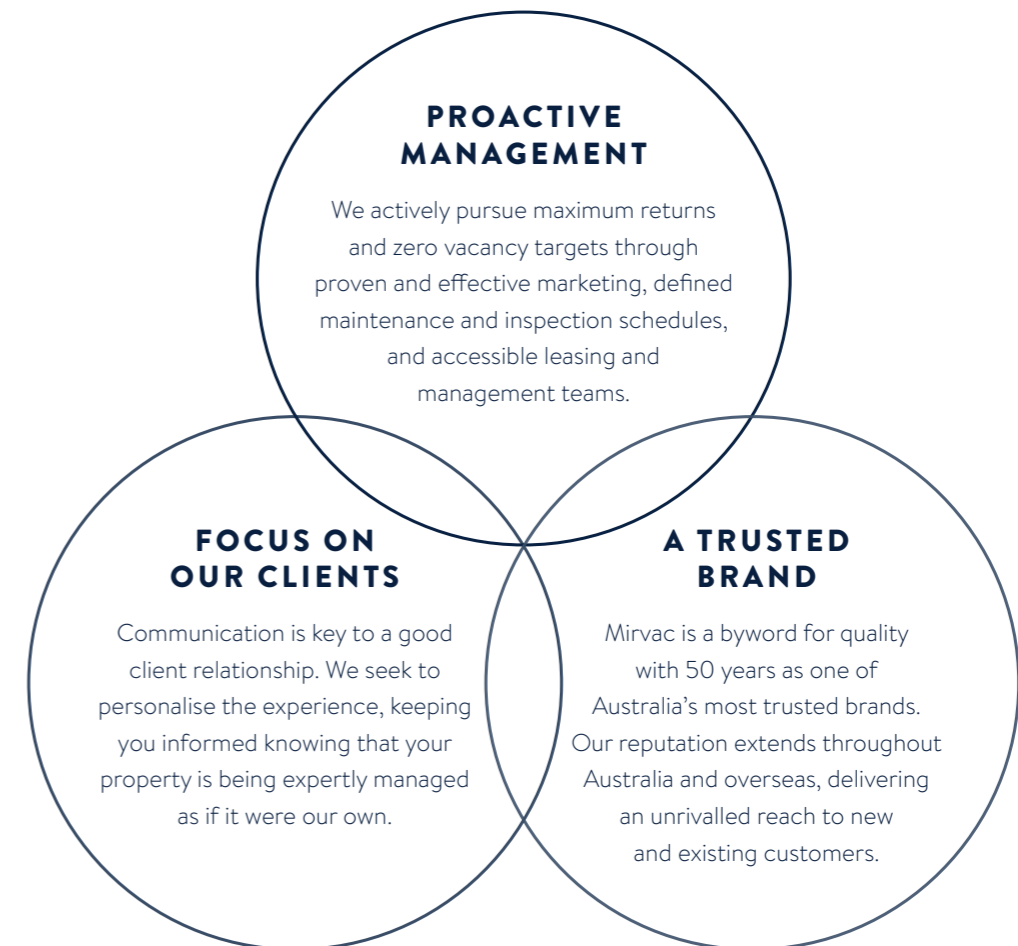 PROACTIVE
MANAGEMENT
We actively pursue maximum returns
and zero vacancy targets through
proven and effective marketing, defined
maintenance and inspection schedules,
and accessible leasing and
management teams.
FOCUS ON
OUR CLIENTS
Communication is key to a good
client relationship. We seek to
personalise the experience, keeping
you informed knowing that your
property is being expertly managed
as if it were our own.
A TRUSTED
BRAND
Mirvac is a byword for quality
with 50 years as one of
Australia’s most trusted brands.
Our reputation extends throughout
Australia and overseas, delivering
an unrivalled reach to new
and existing customers.